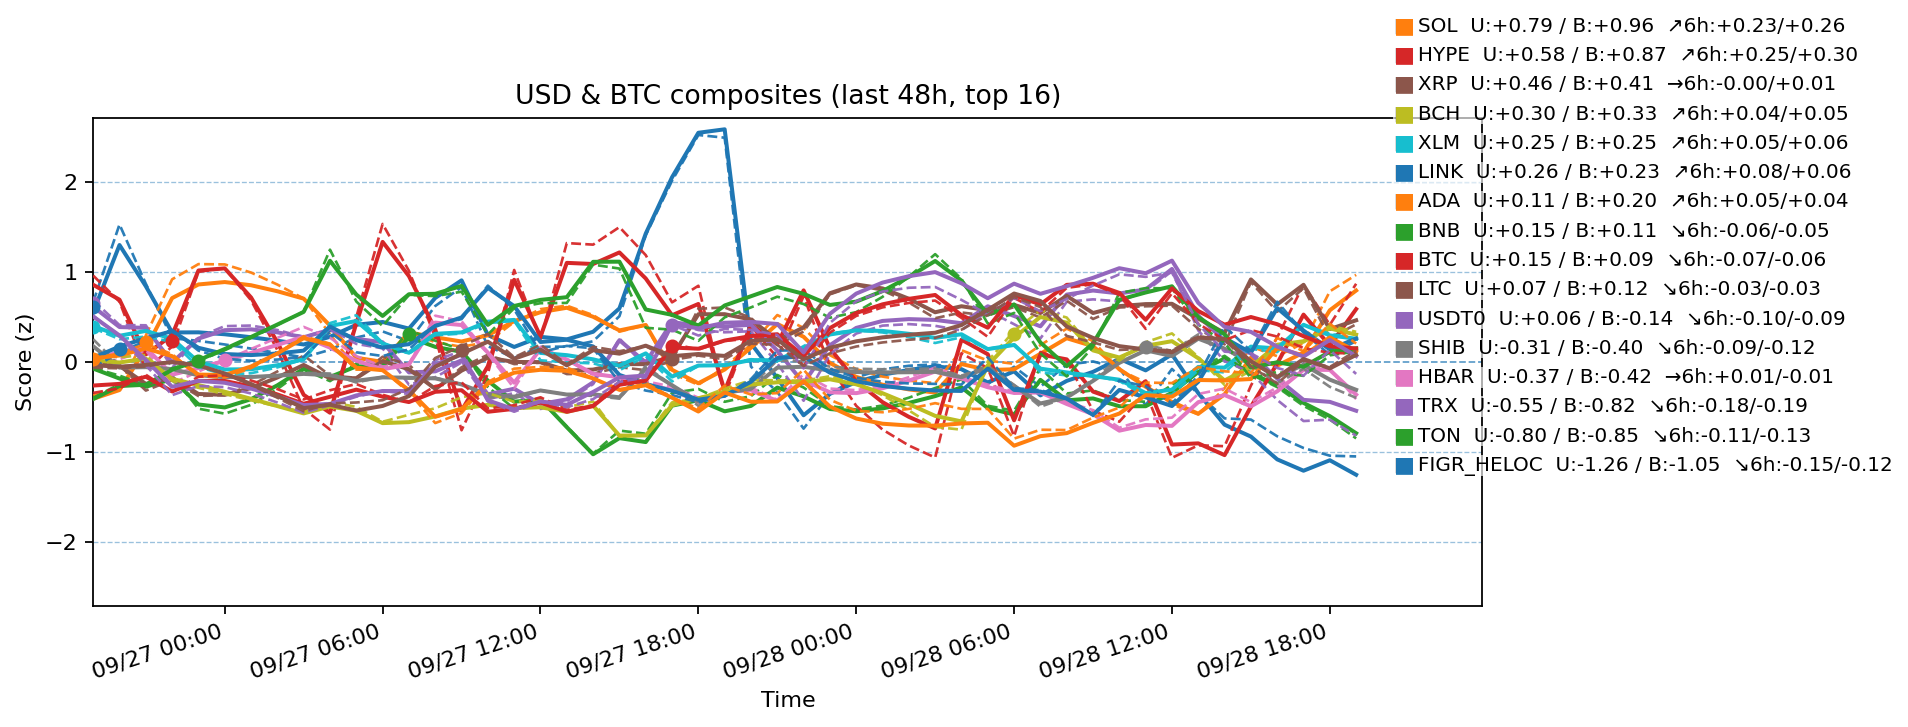 SOL  U:+0.79 / B:+0.96  ↗6h:+0.23/+0.26
HYPE  U:+0.58 / B:+0.87  ↗6h:+0.25/+0.30
XRP  U:+0.46 / B:+0.41  →6h:-0.00/+0.01
BCH  U:+0.30 / B:+0.33  ↗6h:+0.04/+0.05
XLM  U:+0.25 / B:+0.25  ↗6h:+0.05/+0.06
LINK  U:+0.26 / B:+0.23  ↗6h:+0.08/+0.06
ADA  U:+0.11 / B:+0.20  ↗6h:+0.05/+0.04
BNB  U:+0.15 / B:+0.11  ↘6h:-0.06/-0.05
BTC  U:+0.15 / B:+0.09  ↘6h:-0.07/-0.06
LTC  U:+0.07 / B:+0.12  ↘6h:-0.03/-0.03
USDT0  U:+0.06 / B:-0.14  ↘6h:-0.10/-0.09
SHIB  U:-0.31 / B:-0.40  ↘6h:-0.09/-0.12
HBAR  U:-0.37 / B:-0.42  →6h:+0.01/-0.01
TRX  U:-0.55 / B:-0.82  ↘6h:-0.18/-0.19
TON  U:-0.80 / B:-0.85  ↘6h:-0.11/-0.13
FIGR_HELOC  U:-1.26 / B:-1.05  ↘6h:-0.15/-0.12
USD & BTC composites (last 48h, top 16)
Score (z)
2
1
0
−1
−2
09/27 00:00
09/27 06:00
09/27 12:00
09/27 18:00
09/28 00:00
09/28 06:00
09/28 12:00
09/28 18:00
Time